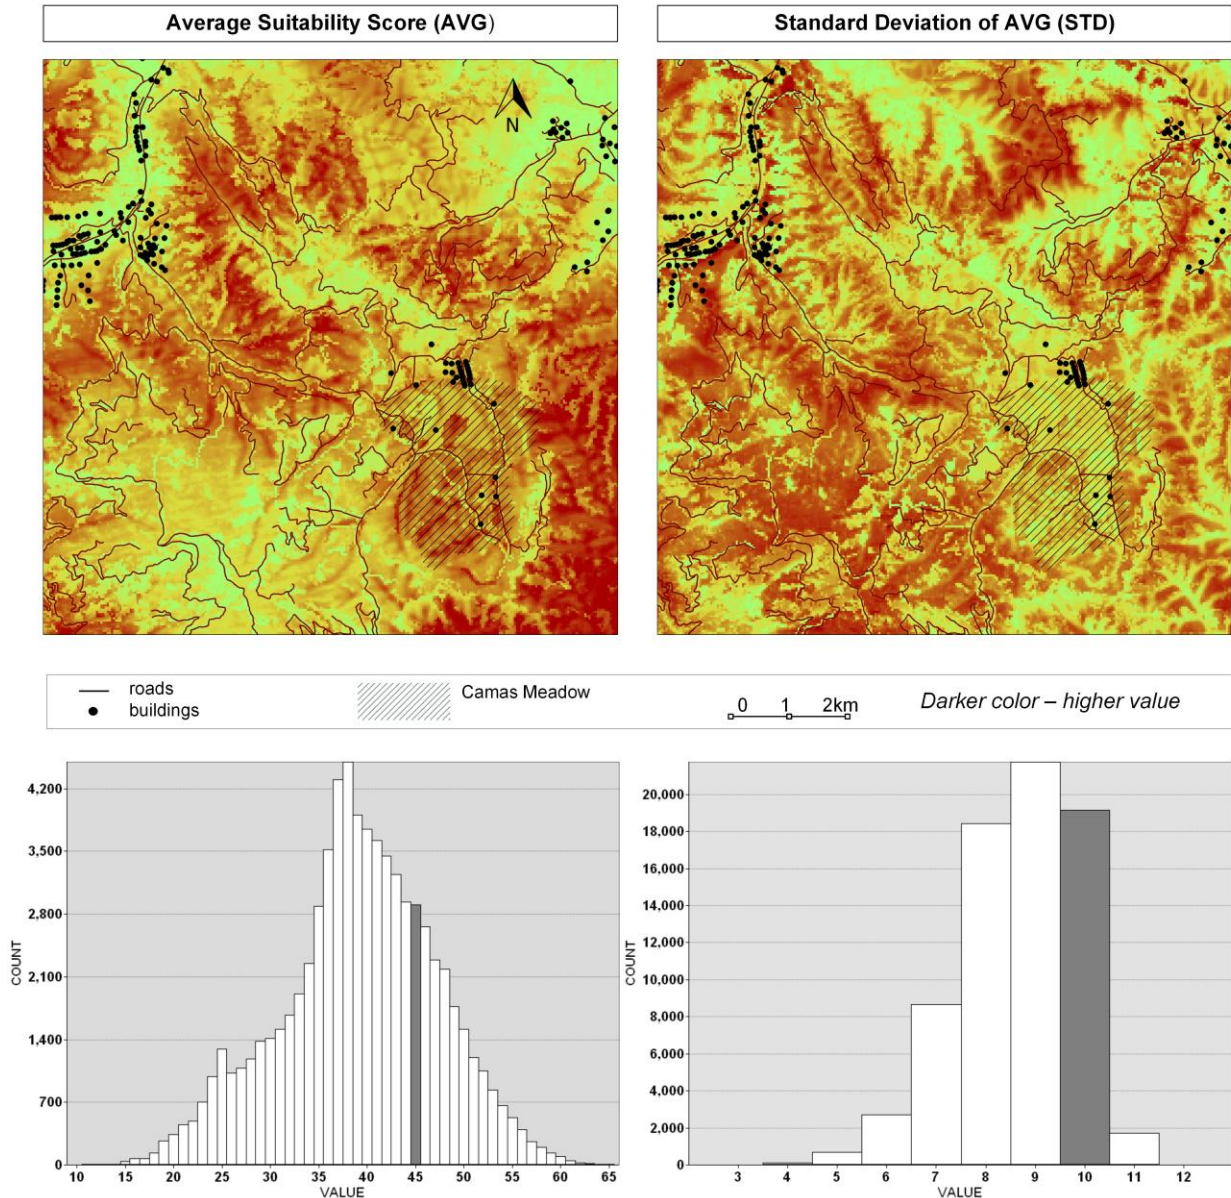 Average Suitability Score (AVG)
Standard Deviation of AVG (STD)
N
roads
buildings
Camas Meadow
0 1 2km
Darker color – higher value
4,200
3,500
2,800
2,100
1,400
700
0
COUNT
10 15 20 25 30 35 40 45 50 55 60 65
VALUE
20,000
18,000
16,000
14,000
12,000
10,000
8,000
6,000
4,000
2,000
0
COUNT
3 4 5 6 7 8 9 10 11 12
VALUE